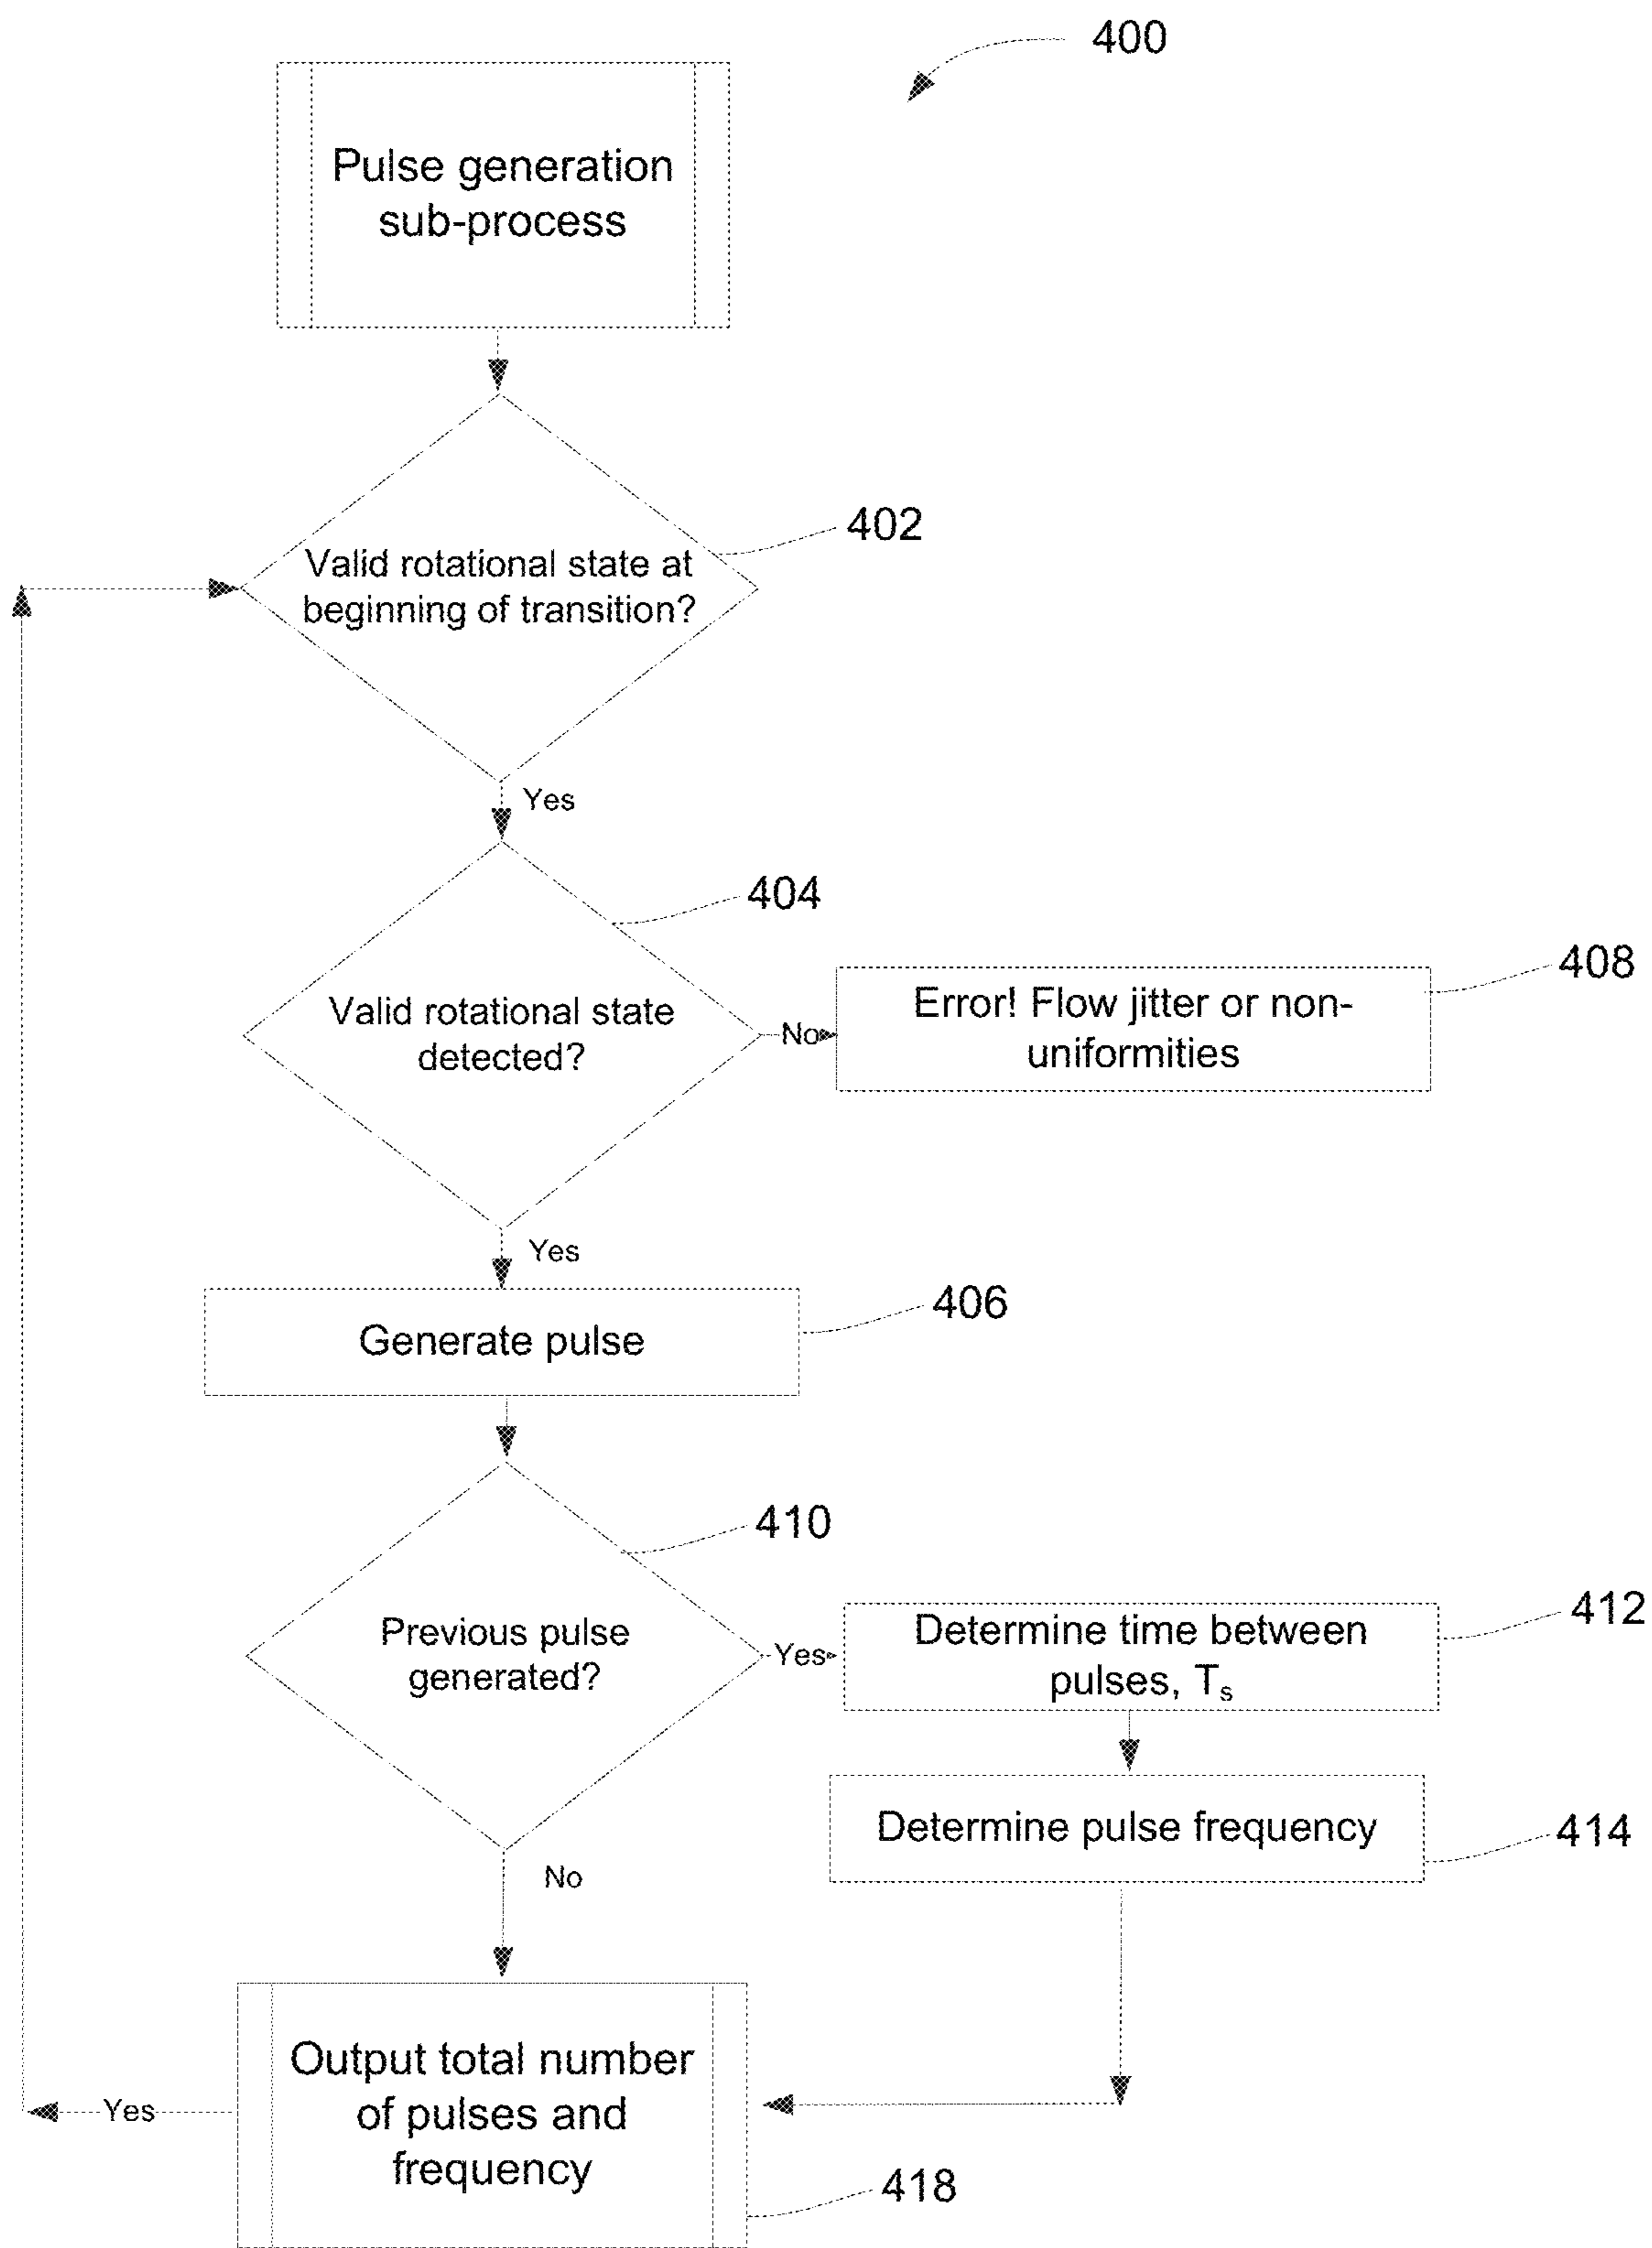 400
Pulse generation
sub-process
402
Valid rotational state at
beginning of transition?
Yes
404
Valid rotational state
detected?
No
408
Error! Flow jitter or non-
uniformities
Yes
406
Generate pulse
410
Previous pulse
generated?
Yes
412
Determine time between
pulses, Ts
Determine pulse frequency
414
No
Output total number
of pulses and
frequency
Yes
418